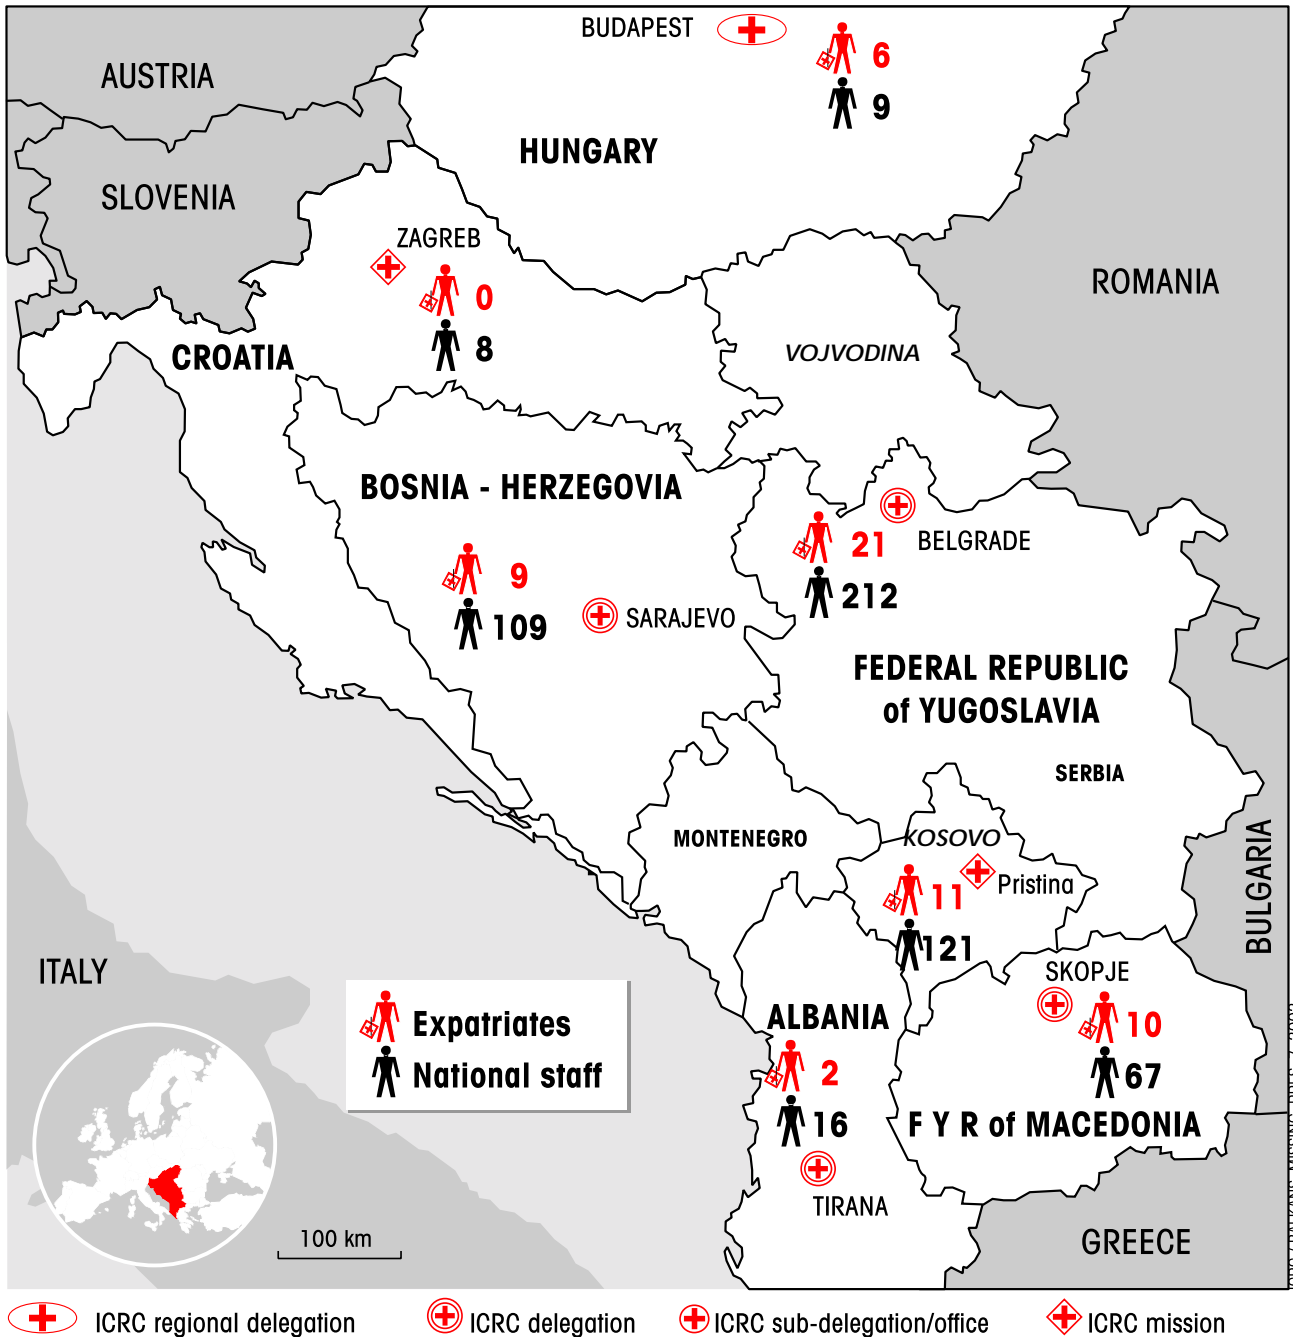 BUDAPEST
6
AUSTRIA
9
HUNGARY
SLOVENIA
ZAGREB
ROMANIA
0
8
CROATIA
VOJVODINA
BOSNIA - HERZEGOVIA
21
BELGRADE
9
212
109
SARAJEVO
FEDERAL REPUBLIC
of YUGOSLAVIA
SERBIA
MONTENEGRO
KOSOVO
BULGARIA
11
Pristina
121
ITALY
SKOPJE
ALBANIA
Expatriates
10
National staff
2
67
16
F Y R of MACEDONIA
TIRANA
100 km
GREECE
ICRC regional delegation
ICRC delegation
ICRC sub-delegation/office
ICRC mission